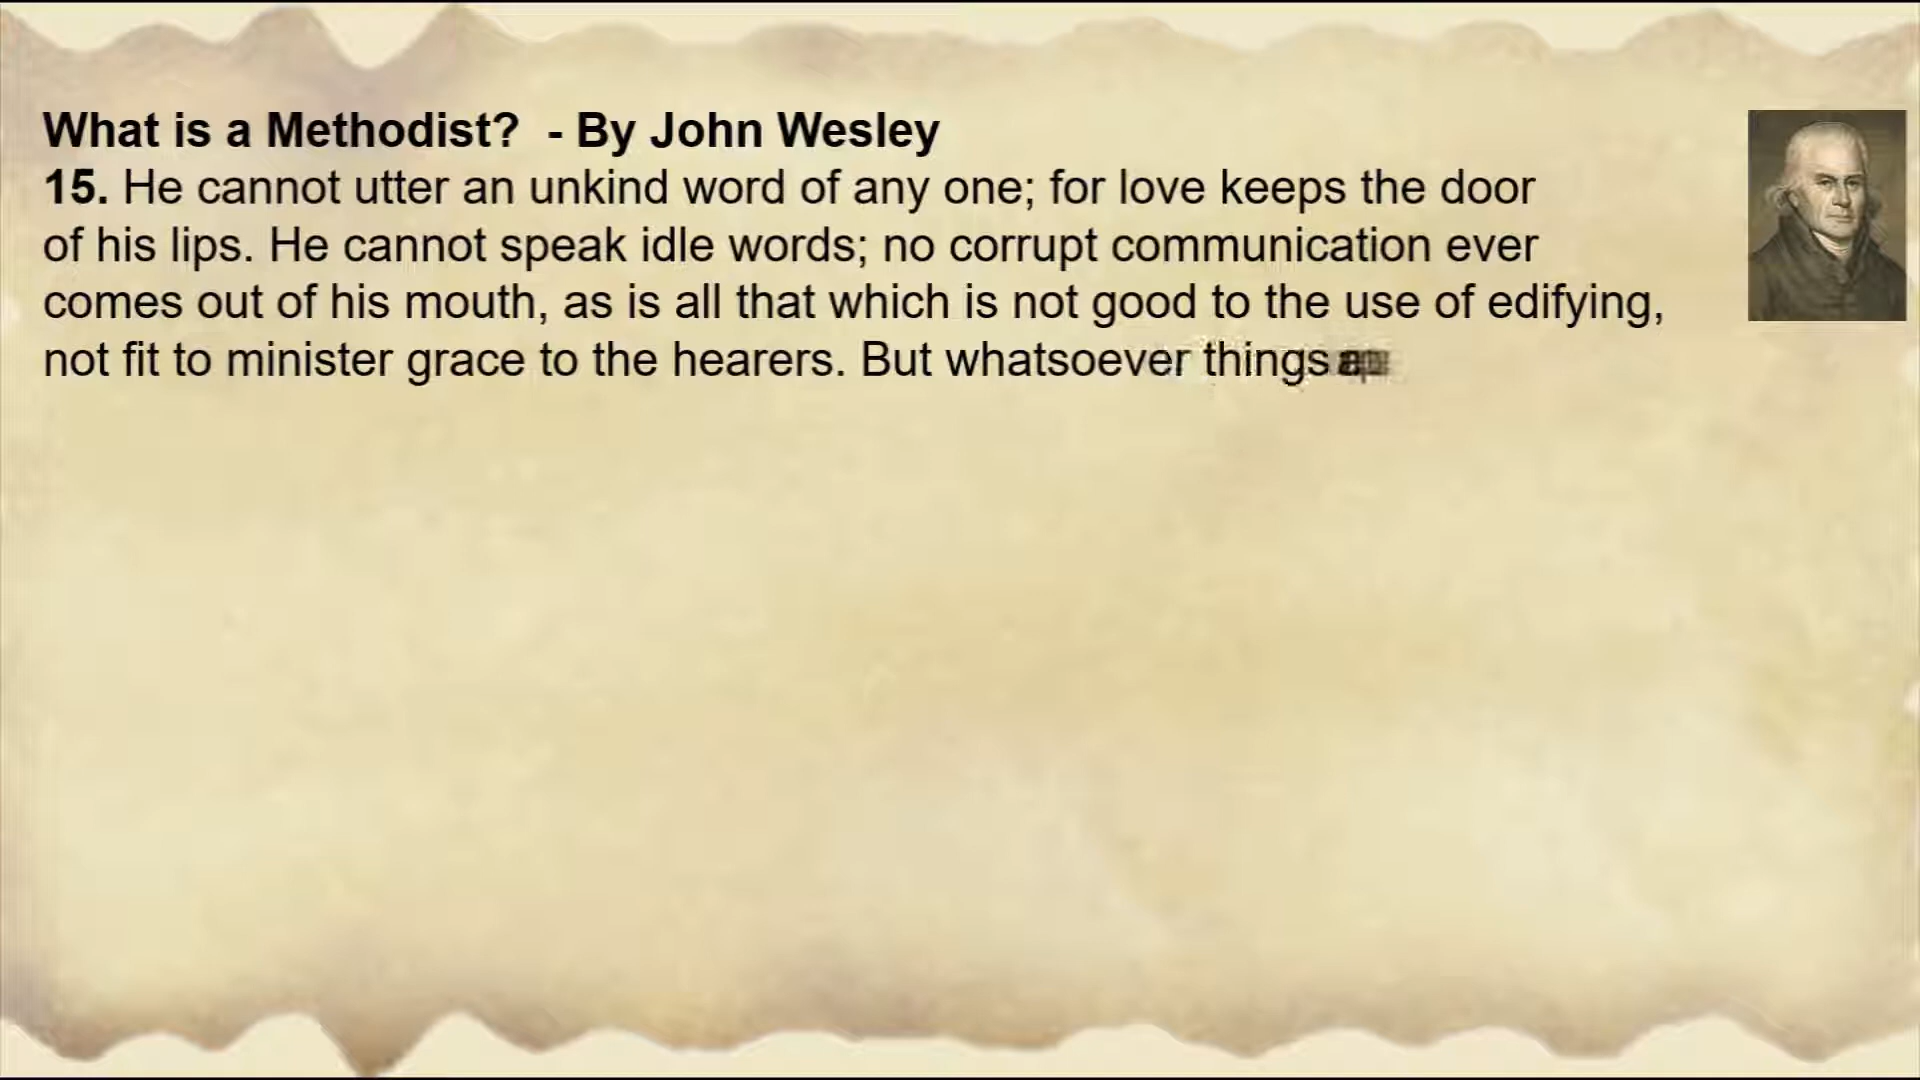 What is a Methodist?  - By John Wesley
15. He cannot utter an unkind word of any one; for love keeps the door
of his lips. He cannot speak idle words; no corrupt communication ever
comes out of his mouth, as is all that which is not good to the use of edifying,
not fit to minister grace to the hearers. But whatsoever things